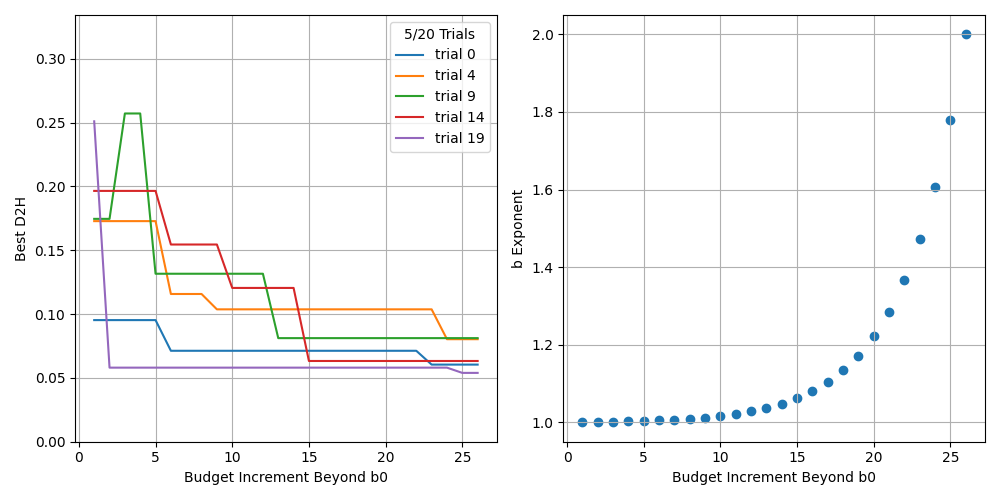 5/20 Trials
trial 0
trial 4
trial 9
trial 14
trial 19
Best D2H
0.30
0.25
0.20
0.15
0.10
0.05
0.00
0 5 10 15 20 25
Budget Increment Beyond b0
b Exponent
2.0
1.8
1.6
1.4
1.2
1.0
0 5 10 15 20 25
Budget Increment Beyond b0